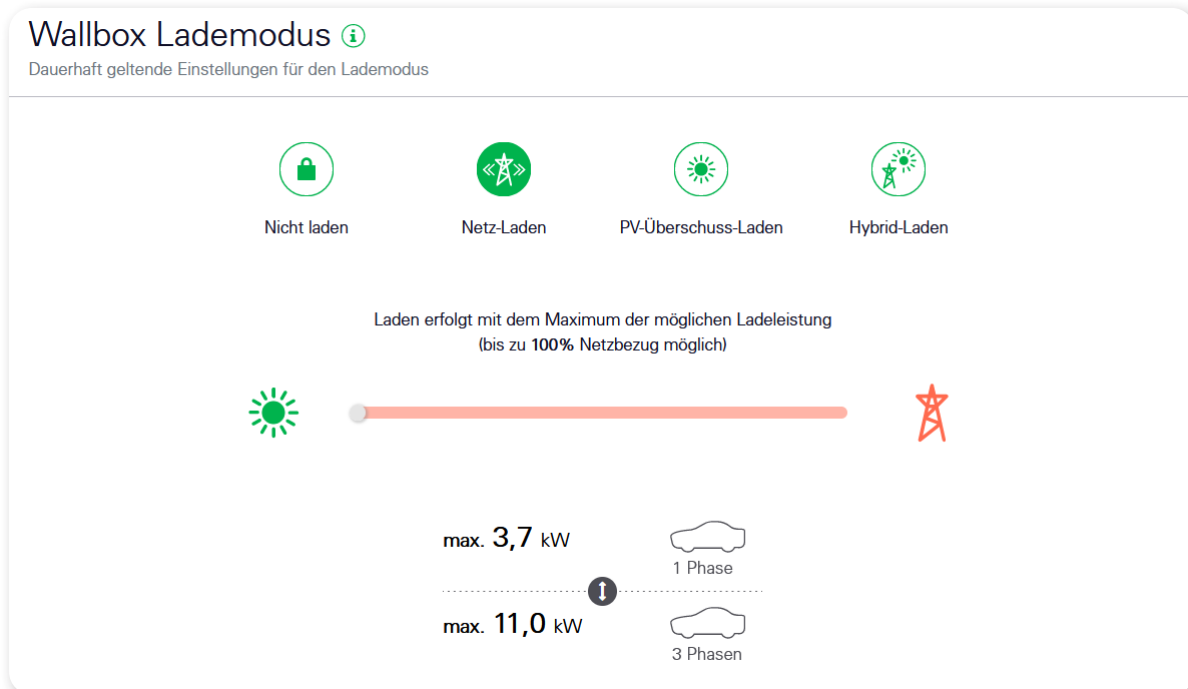 Wallbox Lademodus
Dauerhaft geltende Einstellungen für den Lademodus
Nicht laden
Netz-Laden
PV-Überschuss-Laden
Hybrid-Laden
Laden erfolgt mit dem Maximum der möglichen Ladeleistung
(bis zu 100% Netzbezug möglich)
max. 3,7 kW
1 Phase
max. 11,0 kW
3 Phasen